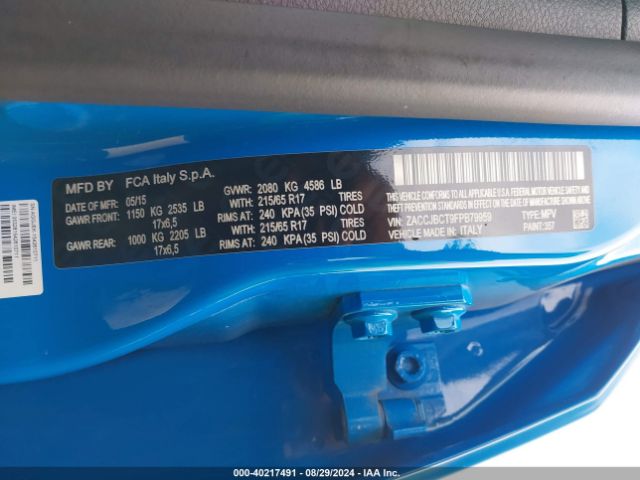 MFD BY FCA Italy S.p.A.
DATE OF MFR: 05/15 GVWR: 2080 KG 4586 LB
GAWR FRONT: 1150 KG 2535 LB WITH: 215/65 R17 TIRES
17x6,5 RIMS AT: 240 KPA(35 PSI) COLD
GAWR REAR: 1000 KG 2205 LB WITH: 215/65 R17 TIRES
17x6,5 RIMS AT: 240 KPA(35 PSI) COLD
THIS VEHICLE CONFORMS TO ALL APPLICABLE
FEDERAL MOTOR VEHICLE SAFETY, BUMPER, AND
THEFT PREVENTION STANDARDS IN EFFECT ON THE
DATE OF MANUFACTURE SHOWN ABOVE.
VIN: ZACCJBCT9FPB79959 TYPE: MPV
MADE IN: ITALY PAINT: 357
000-40217491 - 08/29/2024 - IAA Inc.